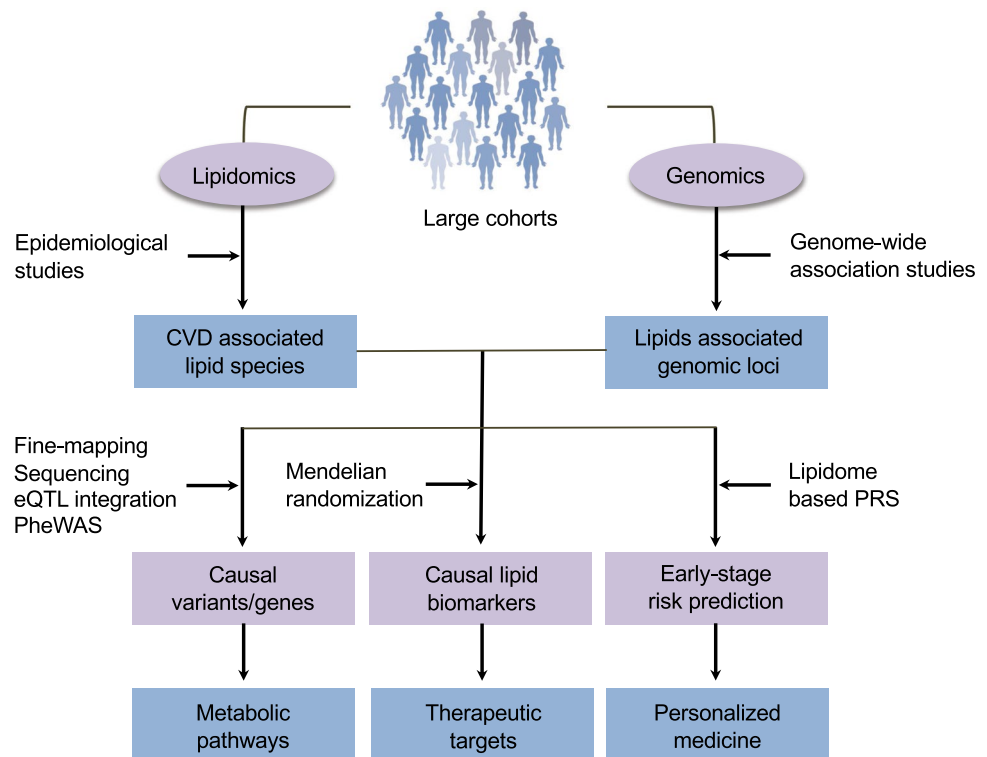 Large cohorts
Lipidomics
Genomics
Epidemiological
studies
Genome-wide
association studies
CVD associated
lipid species
Lipids associated
genomic loci
Fine-mapping
Sequencing
eQTL integration
PheWAS
Mendelian
randomization
Lipidome
based PRS
Causal
variants/genes
Causal lipid
biomarkers
Early-stage
risk prediction
Metabolic
pathways
Therapeutic
targets
Personalized
medicine